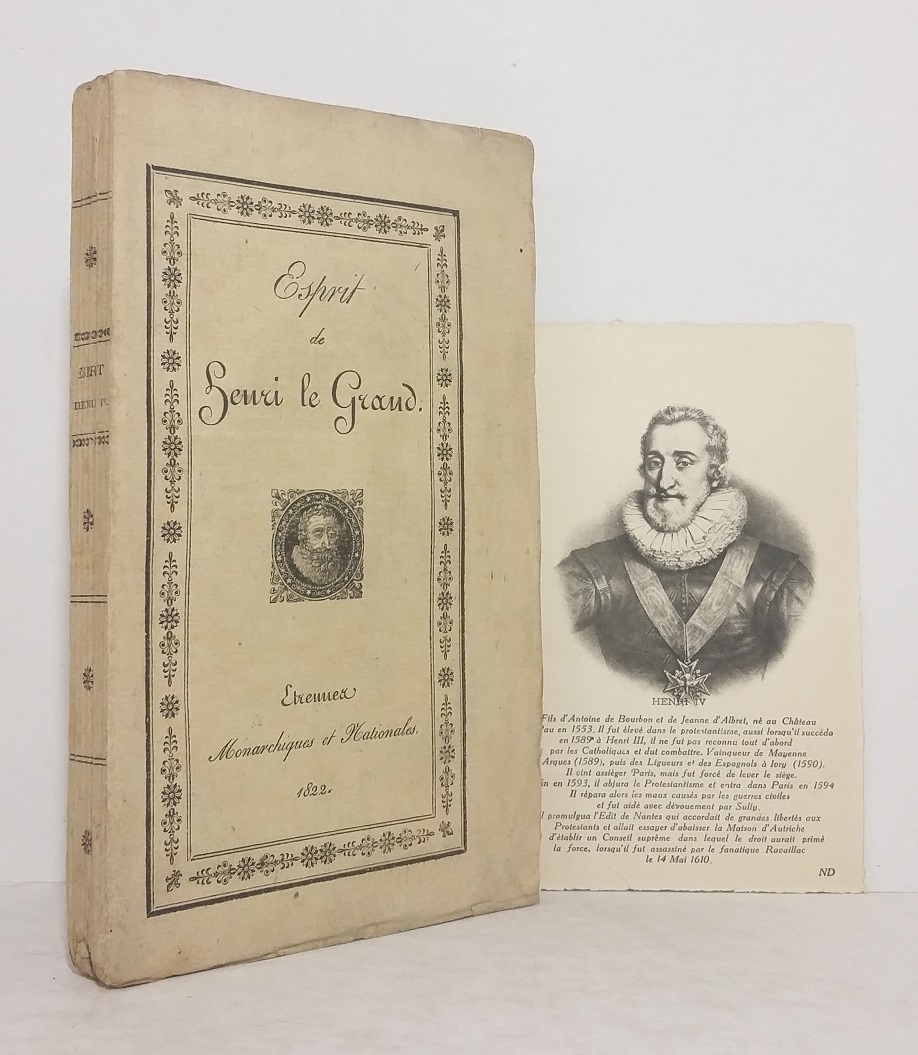 ESPRIT
D'HENRI IV.
Esprit
de
Henri le Grand.
Etrennes
Monarchiques et Nationales.
1822.
HENRI IV
Fils d'Antoine de Bourbon et de Jeanne d'Albret, né au Château
Pau en 1553. Il fut élevé dans le protestantisme, aussi lorsqu'il succéda
en 1589 à Henri III, il ne fut pas reconnu tout d'abord
par les Catholiques et dut combattre. Vainqueur de Mayenne
Arques (1589), puis des Ligueurs et des Espagnols à Ivry (1590).
Il vint assiéger Paris, mais fut forcé de lever le siège.
in en 1593, il abjura le Protestantisme et entra dans Paris en 1594
Il répara alors les maux causés par les guerres civiles
et fut aidé avec dévouement par Sully.
l promulgua l'Edit de Nantes qui accordait de grandes libertés aux
Protestants et allait essayer d'abaisser la Maison d'Autriche
d'établir un Conseil suprême dans lequel le droit aurait primé
la force, lorsqu'il fut assassiné par le fanatique Ravaillac
le 14 Mai 1610.
ND